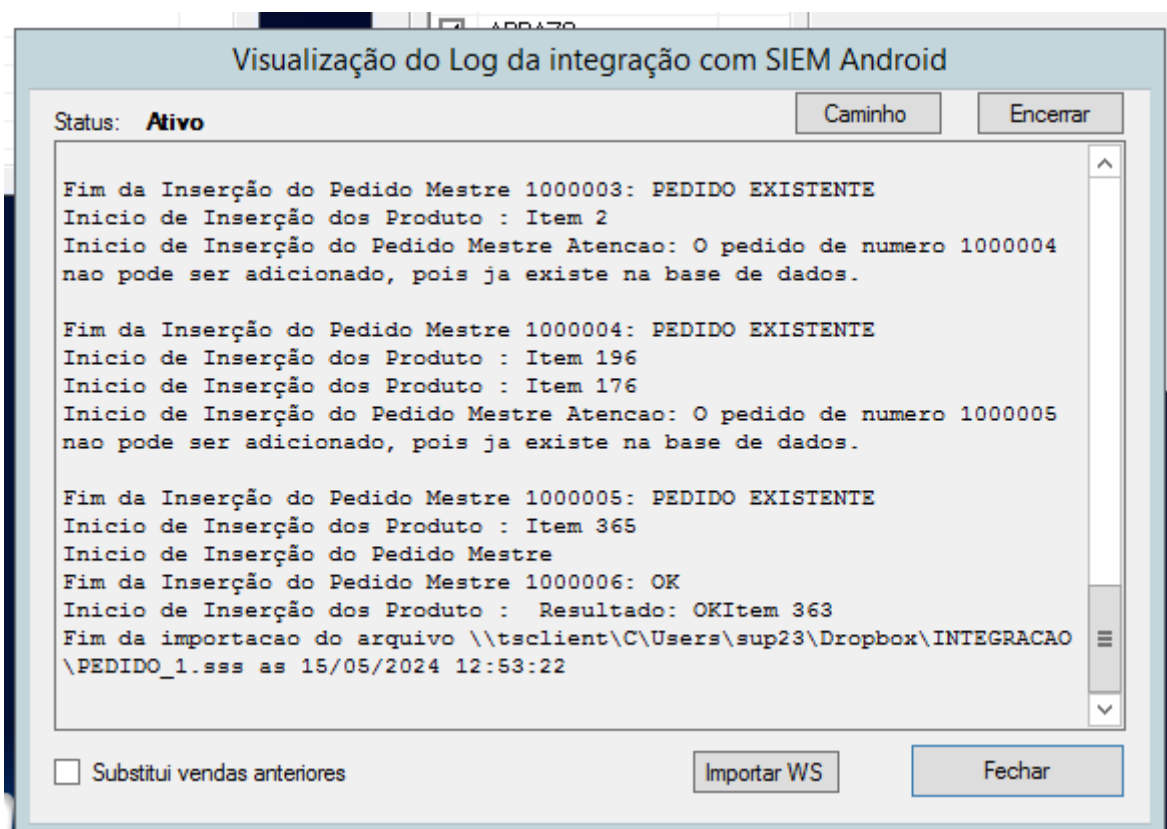 Visualização do Log da integração com SIEM Android
Status: Ativo
Caminho
Encerrar
Fim da Inserção do Pedido Mestre 1000003: PEDIDO EXISTENTE
Inicio de Inserção dos Produto : Item 2
Inicio de Inserção do Pedido Mestre Atencao: O pedido de numero 1000004
nao pode ser adicionado, pois ja existe na base de dados.
Fim da Inserção do Pedido Mestre 1000004: PEDIDO EXISTENTE
Inicio de Inserção dos Produto : Item 196
Inicio de Inserção dos Produto : Item 176
Inicio de Inserção do Pedido Mestre Atencao: O pedido de numero 1000005
nao pode ser adicionado, pois ja existe na base de dados.
Fim da Inserção do Pedido Mestre 1000005: PEDIDO EXISTENTE
Inicio de Inserção dos Produto : Item 365
Inicio de Inserção do Pedido Mestre
Fim da Inserção do Pedido Mestre 1000006: OK
Inicio de Inserção dos Produto :  Resultado: OKItem 363
Fim da importacao do arquivo \\tsclient\C\Users\sup23\Dropbox\INTEGRACAO
\PEDIDO_1.sss as 15/05/2024 12:53:22
Substitui vendas anteriores
Importar WS
Fechar